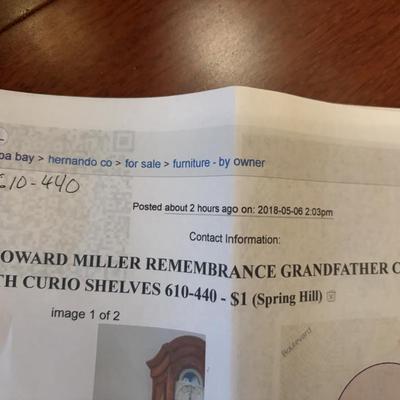 pa bay > hernando co > for sale > furniture - by owner
610-440
Posted about 2 hours ago on: 2018-05-06 2:03pm
Contact Information:
OWARD MILLER REMEMBRANCE GRANDFATHER C
TH CURIO SHELVES 610-440 - $1 (Spring Hill)
image 1 of 2
Boulevard